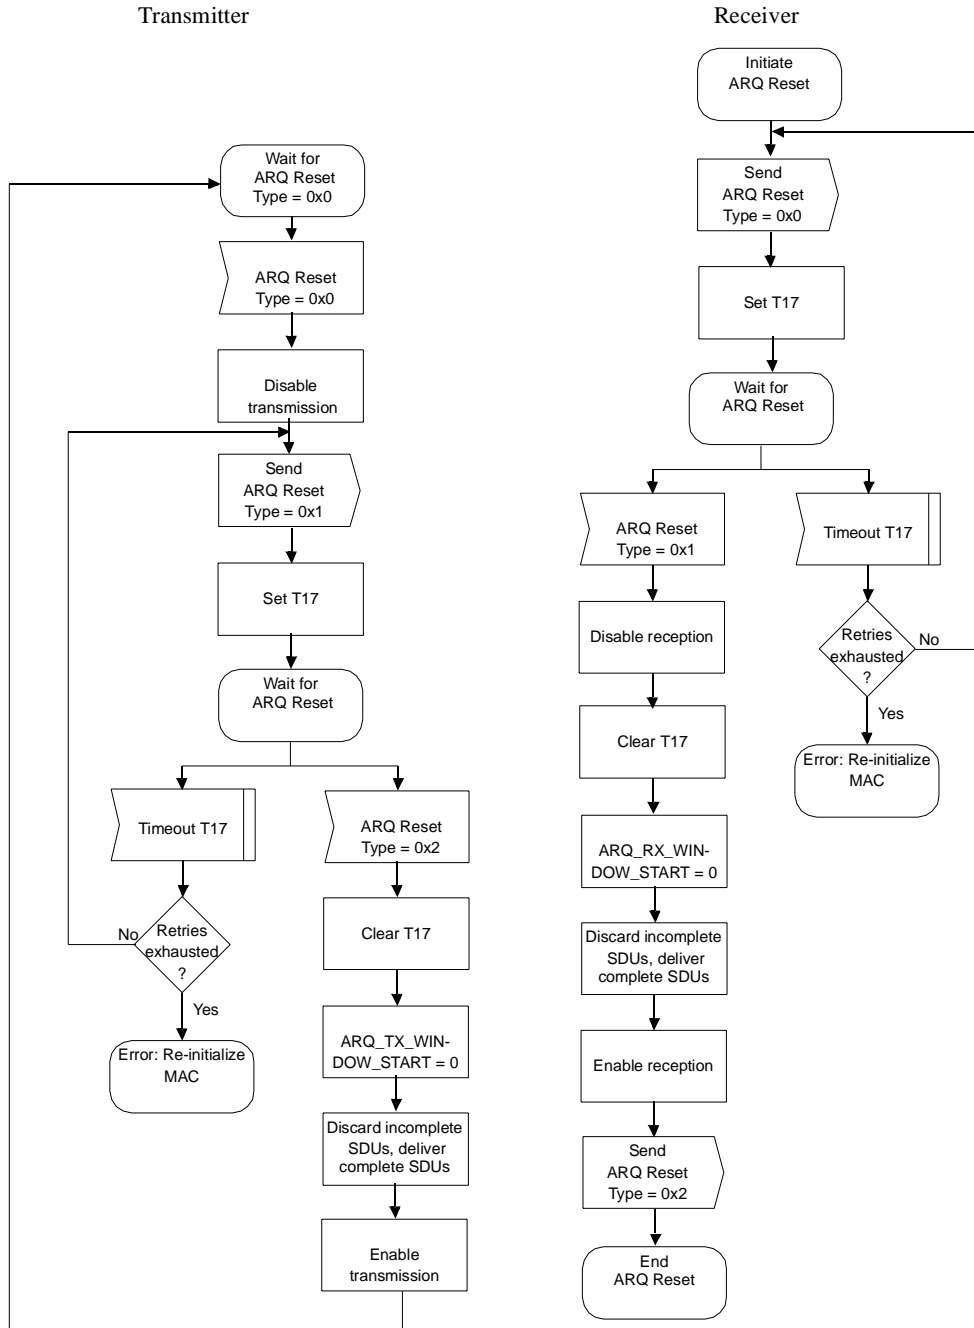 Transmitter
Wait for
ARQ Reset
Type = 0x0
ARQ Reset
Type = 0x0
Disable
transmission
Send
ARQ Reset
Type = 0x1
Set T17
Wait for
ARQ Reset
Timeout T17
Retries
exhausted
?
No
Yes
Error: Re-initialize
MAC
ARQ Reset
Type = 0x2
Clear T17
ARQ_TX_WIN-
DOW_START = 0
Discard incomplete
SDUs, deliver
complete SDUs
Enable
transmission
Receiver
Initiate
ARQ Reset
Send
ARQ Reset
Type = 0x0
Set T17
Wait for
ARQ Reset
ARQ Reset
Type = 0x1
Disable reception
Clear T17
ARQ_RX_WIN-
DOW_START = 0
Discard incomplete
SDUs, deliver
complete SDUs
Enable reception
Send
ARQ Reset
Type = 0x2
End
ARQ Reset
Timeout T17
Retries
exhausted
?
No
Yes
Error: Re-initialize
MAC